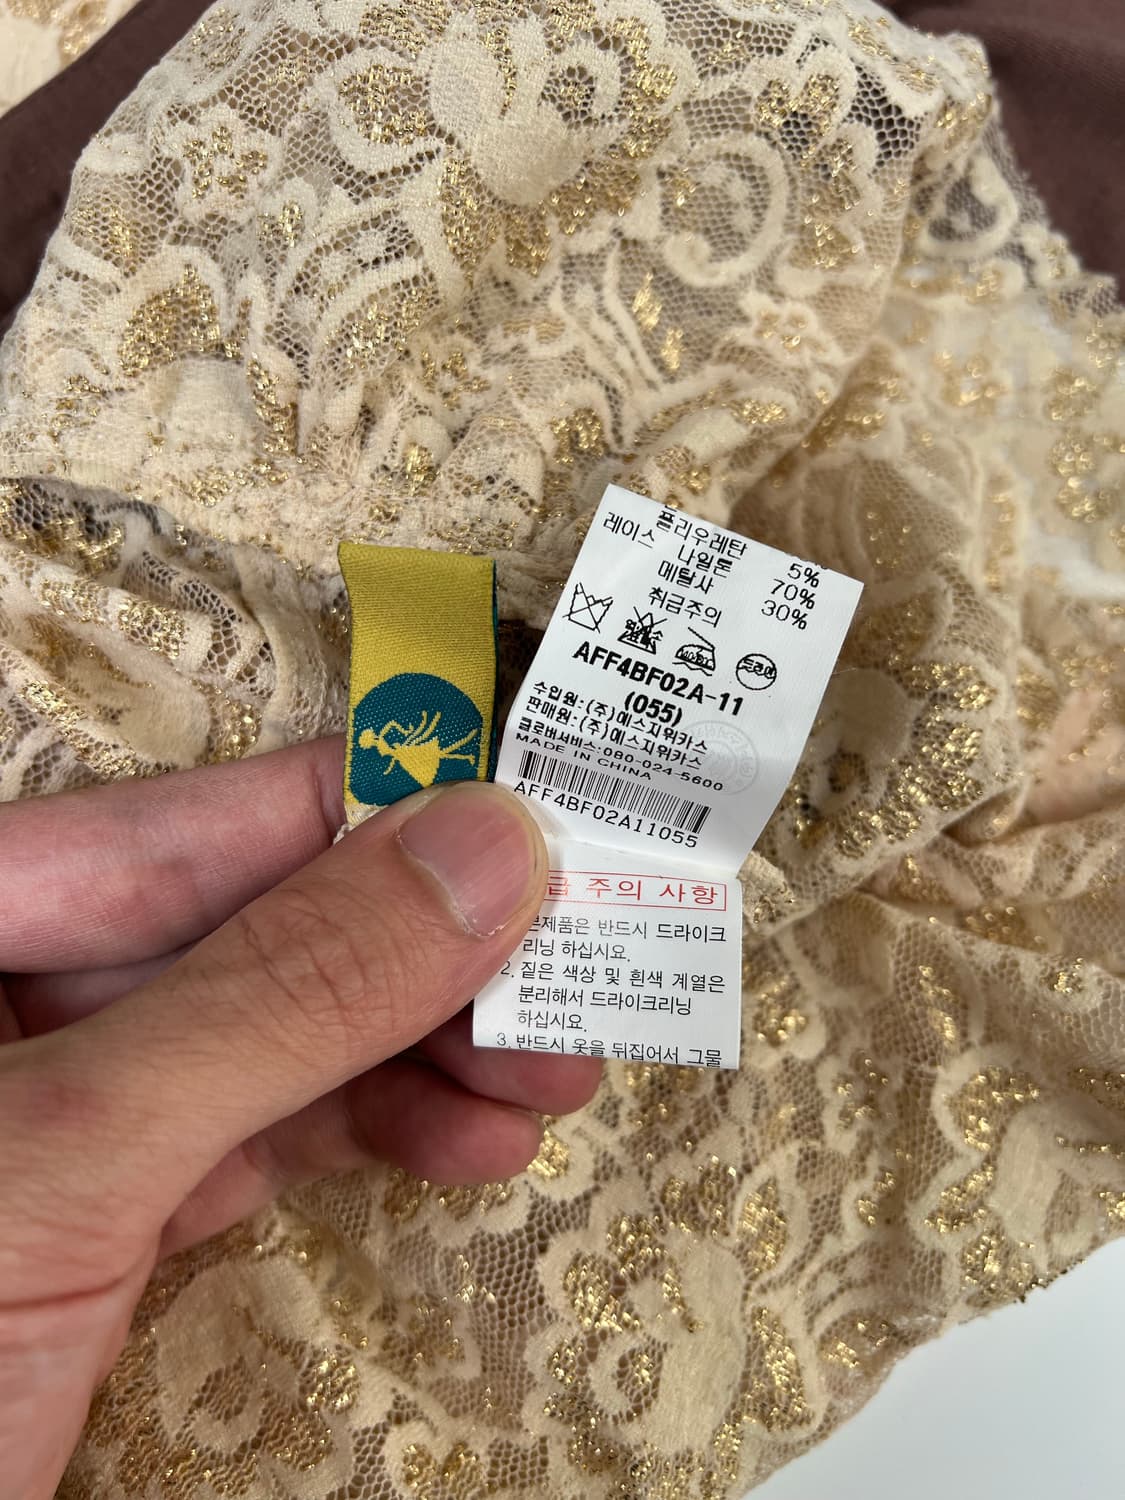 폴리우레탄 5%
레이스 나일론 70%
메탈사 30%
취급주의
드라이
AFF4BF02A-11
(055)
수입원:(주)에스지위카스
판매원:(주)에스지위카스
클로버서비스:080-024-5600
MADE IN CHINA
AFF4BF02A11055
급 주의 사항
본제품은 반드시 드라이크
리닝 하십시요.
2. 짙은 색상 및 흰색 계열은
분리해서 드라이크리닝
하십시요.
3. 반드시 옷을 뒤집어서 그물